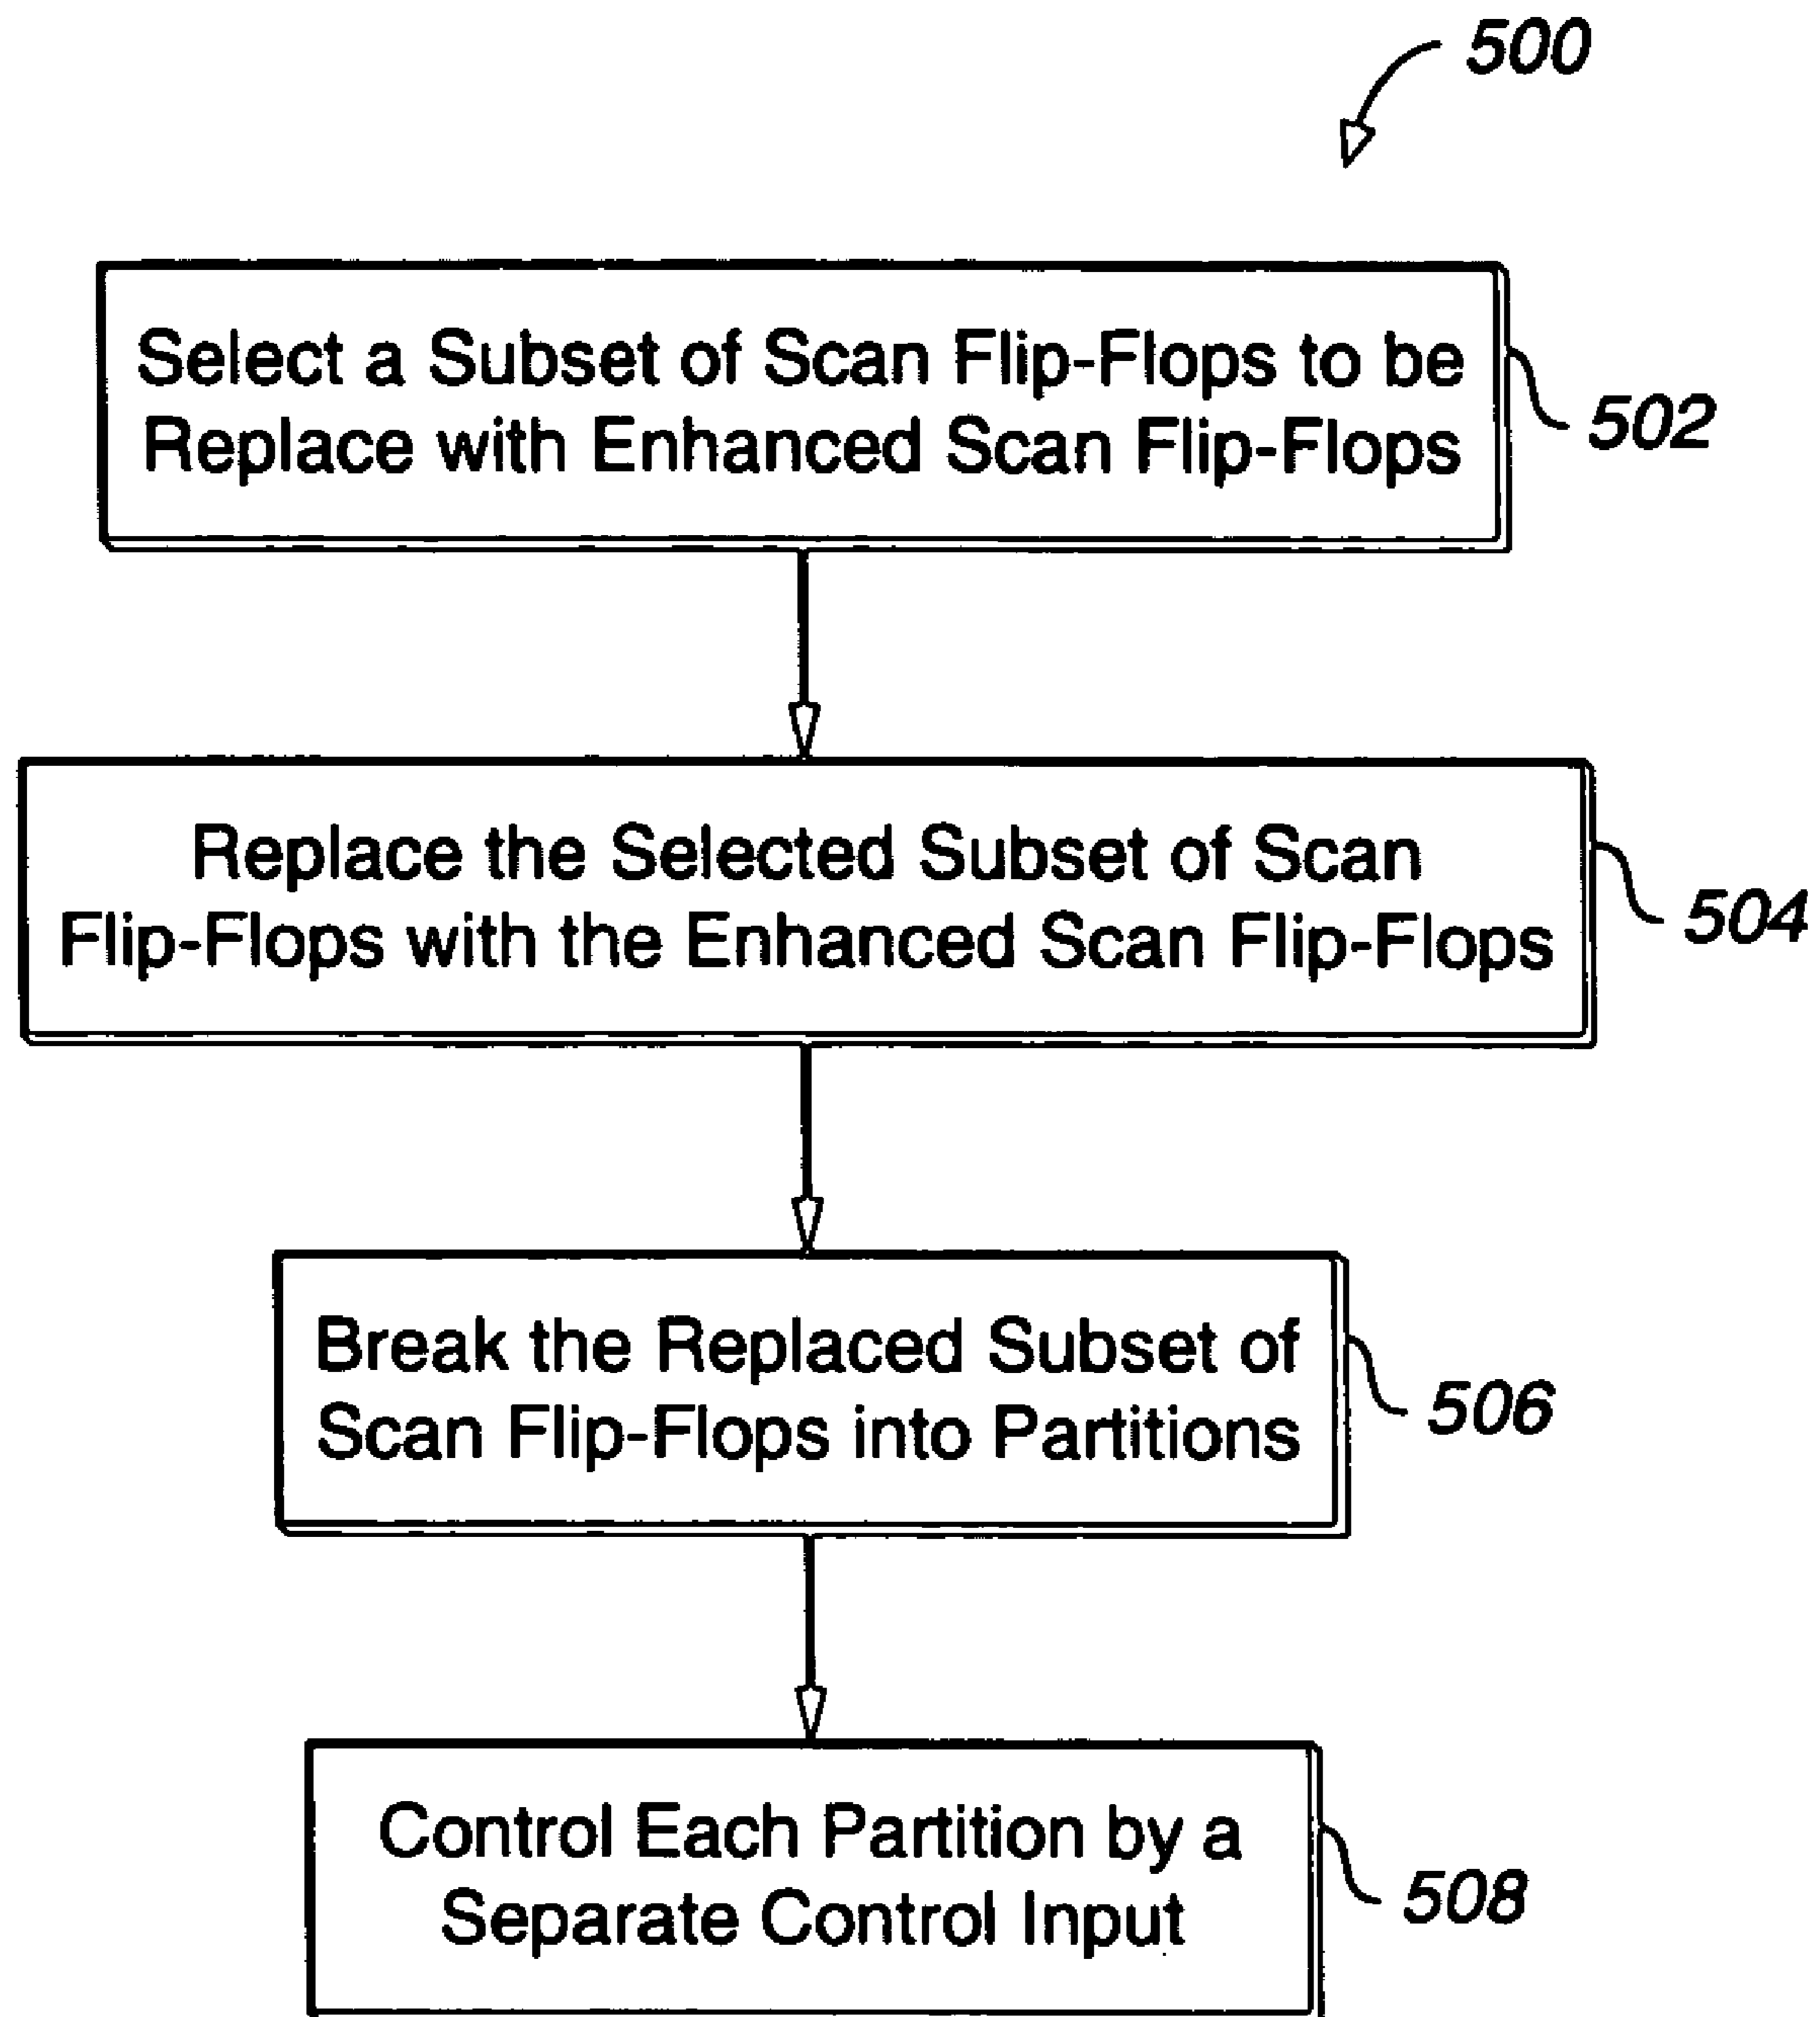 500
Select a Subset of Scan Flip-Flops to be
Replace with Enhanced Scan Flip-Flops
502
Replace the Selected Subset of Scan
Flip-Flops with the Enhanced Scan Flip-Flops
504
Break the Replaced Subset of
Scan Flip-Flops into Partitions
506
Control Each Partition by a
Separate Control Input
508